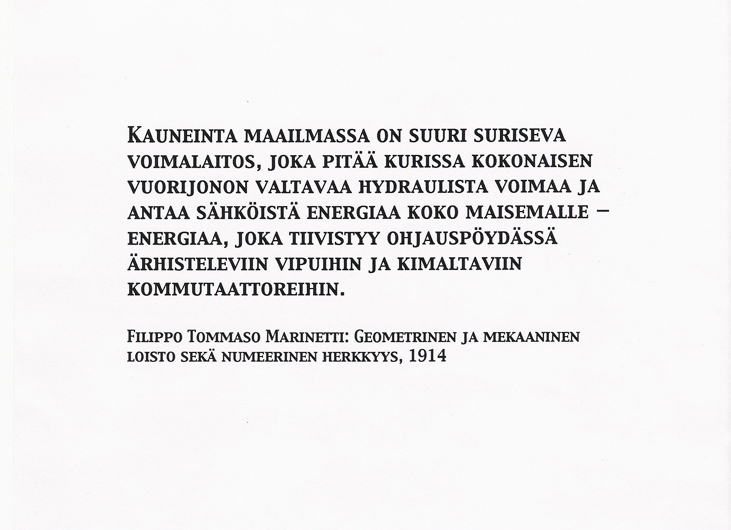 Kauneinta maailmassa on suuri suriseva
voimalaitos, joka pitää kurissa kokonaisen
vuorijonon valtavaa hydraulista voimaa ja
antaa sähköistä energiaa koko maisemalle –
energiaa, joka tiivistyy ohjauspöydässä
ärhisteleviin vipuihin ja kimaltaviin
kommutaattoreihin.
Filippo Tommaso Marinetti: Geometrinen ja mekaaninen
loisto sekä numeerinen herkkyys, 1914